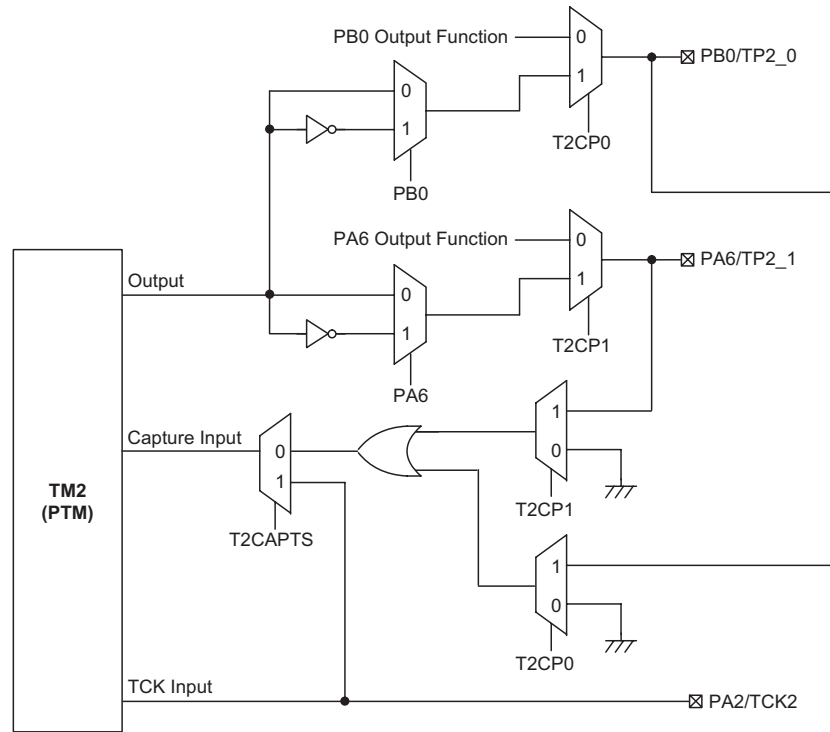 PB0 Output Function
0
1
T2CP0
PB0/TP2_0
0
1
PB0
PA6 Output Function
0
1
T2CP1
PA6/TP2_1
Output
0
1
PA6
Capture Input
0
1
T2CAPTS
1
0
T2CP1
TM2
(PTM)
1
0
T2CP0
TCK Input
PA2/TCK2